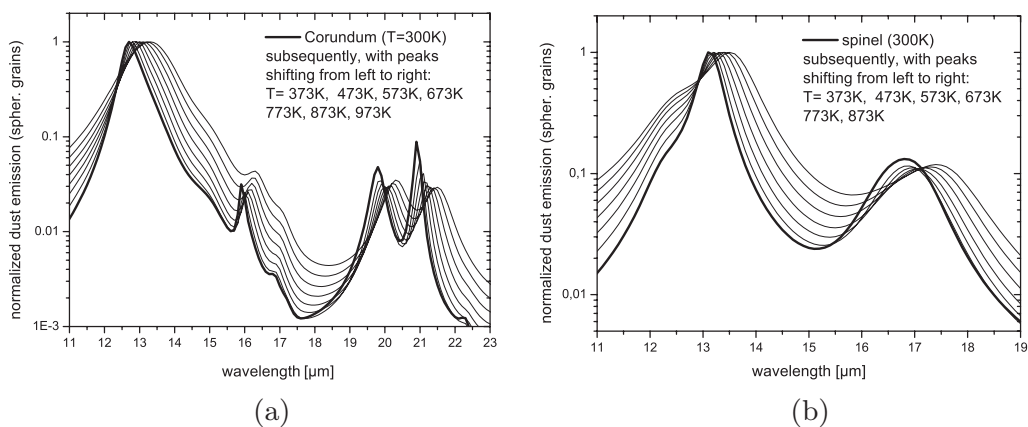 normalized dust emission (spher. grains)
1
0.1
0.01
1E-3
Corundum (T=300K)
subsequently, with peaks
shifting from left to right:
T= 373K, 473K, 573K, 673K
773K, 873K, 973K
11 12 13 14 15 16 17 18 19 20 21 22 23
wavelength [µm]
(a)
normalized dust emission (spher. grains)
1
0,1
0,01
spinel (300K)
subsequently, with peaks
shifting from left to right:
T= 373K, 473K, 573K, 673K
773K, 873K
11 12 13 14 15 16 17 18 19
wavelength [µm]
(b)